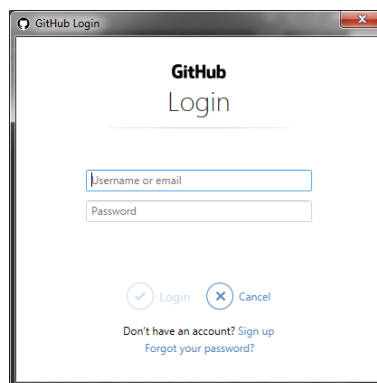 GitHub Login
GitHub
Login
Username or email
Password
Login Cancel
Don't have an account? Sign up
Forgot your password?